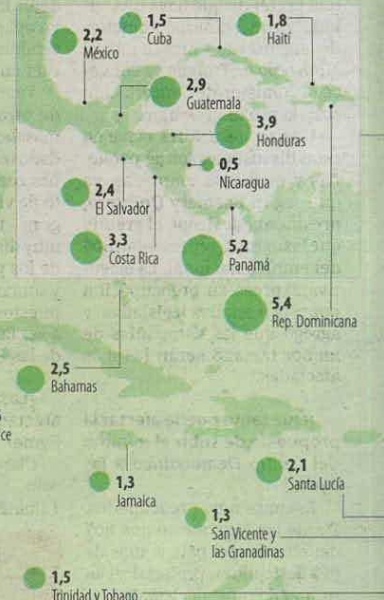 2,2
México
1,5
Cuba
1,8
Haití
2,9
Guatemala
3,9
Honduras
0,5
Nicaragua
2,4
El Salvador
3,3
Costa Rica
5,2
Panamá
5,4
Rep. Dominicana
2,5
Bahamas
ce
1,3
Jamaica
2,1
Santa Lucía
1,3
San Vicente y
las Granadinas
1,5
Trinidad y Tobago